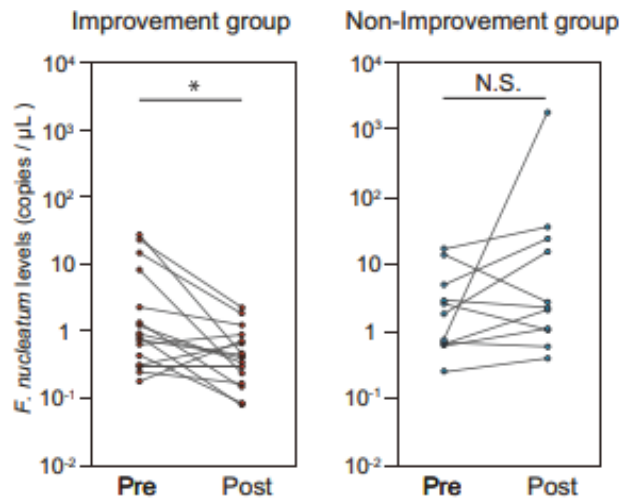 Improvement group
Non-Improvement group
F. nucleatum levels (copies / μL)
10⁴
10³
10²
10
1
10⁻¹
10⁻²
*
Pre
Post
10⁴
10³
10²
10
1
10⁻¹
10⁻²
N.S.
Pre
Post